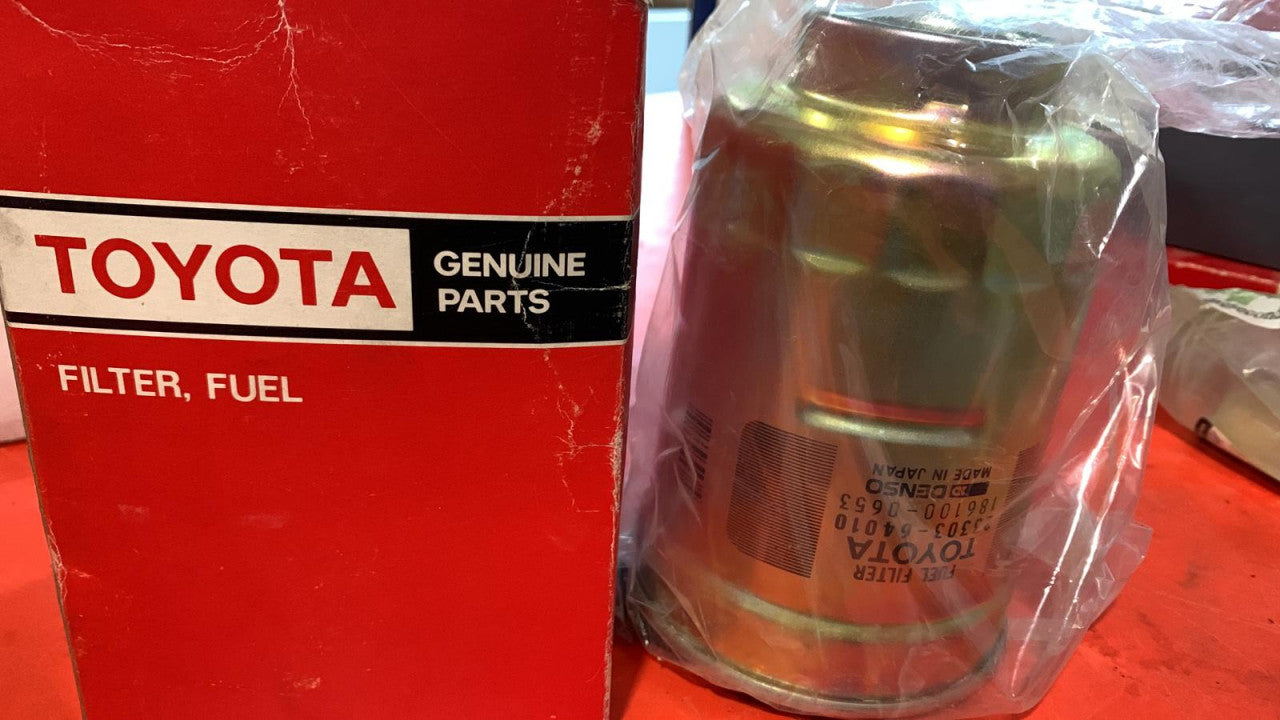 TOYOTA
GENUINE
PARTS
FILTER, FUEL
FUEL FILTER
TOYOTA
23303-64010
186100-0653
DENSO
MADE IN JAPAN